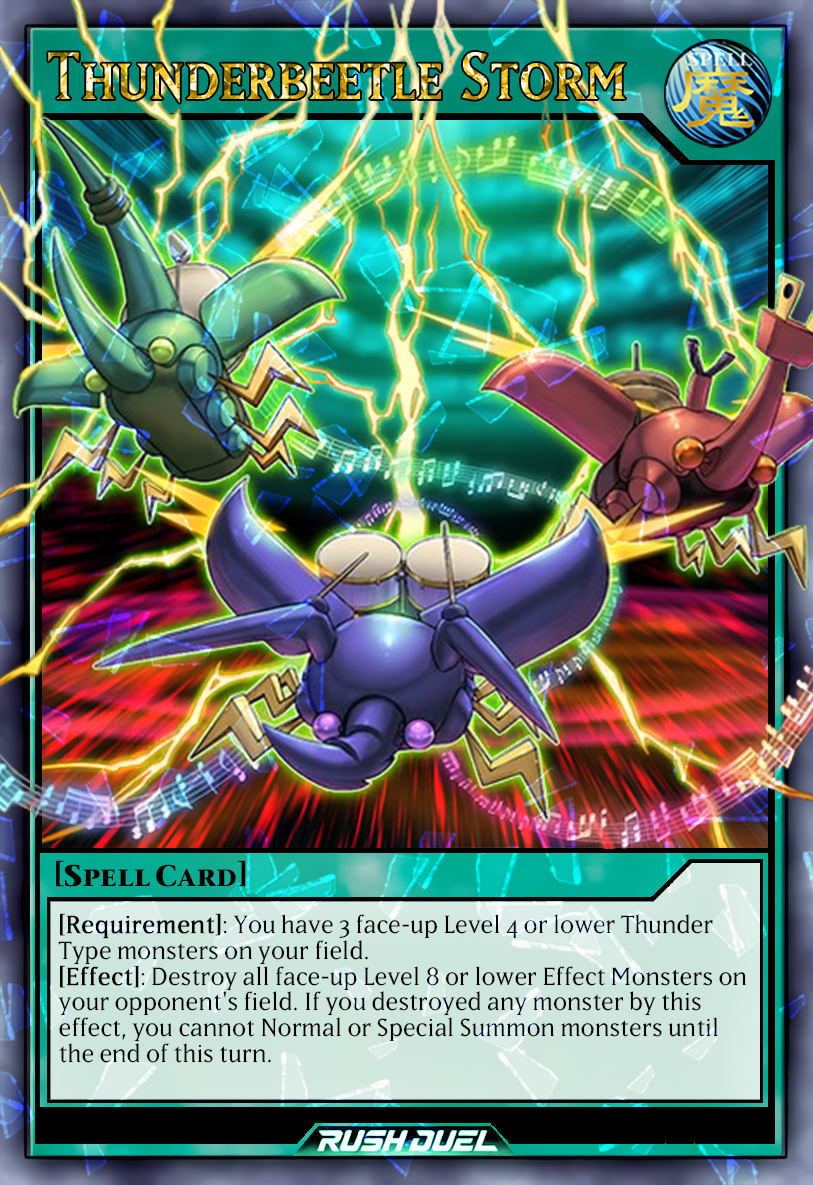 Thunderbeetle Storm
SPELL
魔
[Spell Card]
[Requirement]: You have 3 face-up Level 4 or lower Thunder
Type monsters on your field.
[Effect]: Destroy all face-up Level 8 or lower Effect Monsters on
your opponent's field. If you destroyed any monster by this
effect, you cannot Normal or Special Summon monsters until
the end of this turn.
RUSH DUEL